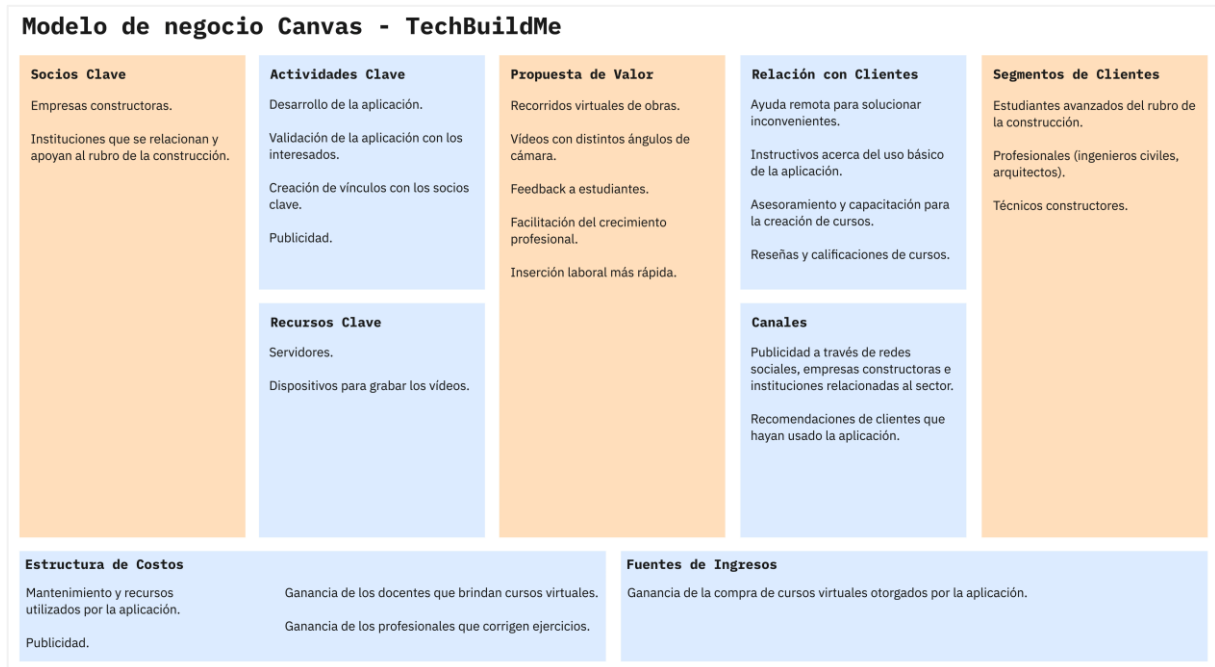 Modelo de negocio Canvas - TechBuildMe
Socios Clave
Empresas constructoras.
Instituciones que se relacionan y
apoyan al rubro de la construcción.
Actividades Clave
Desarrollo de la aplicación.
Validación de la aplicación con los
interesados.
Creación de vínculos con los socios
clave.
Publicidad.
Recursos Clave
Servidores.
Dispositivos para grabar los vídeos.
Propuesta de Valor
Recorridos virtuales de obras.
Vídeos con distintos ángulos de
cámara.
Feedback a estudiantes.
Facilitación del crecimiento
profesional.
Inserción laboral más rápida.
Relación con Clientes
Ayuda remota para solucionar
inconvenientes.
Instructivos acerca del uso básico
de la aplicación.
Asesoramiento y capacitación para
la creación de cursos.
Reseñas y calificaciones de cursos.
Canales
Publicidad a través de redes
sociales, empresas constructoras e
instituciones relacionadas al sector.
Recomendaciones de clientes que
hayan usado la aplicación.
Segmentos de Clientes
Estudiantes avanzados del rubro de
la construcción.
Profesionales (ingenieros civiles,
arquitectos).
Técnicos constructores.
Estructura de Costos
Mantenimiento y recursos
utilizados por la aplicación.
Publicidad.
Ganancia de los docentes que brindan cursos virtuales.
Ganancia de los profesionales que corrigen ejercicios.
Fuentes de Ingresos
Ganancia de la compra de cursos virtuales otorgados por la aplicación.